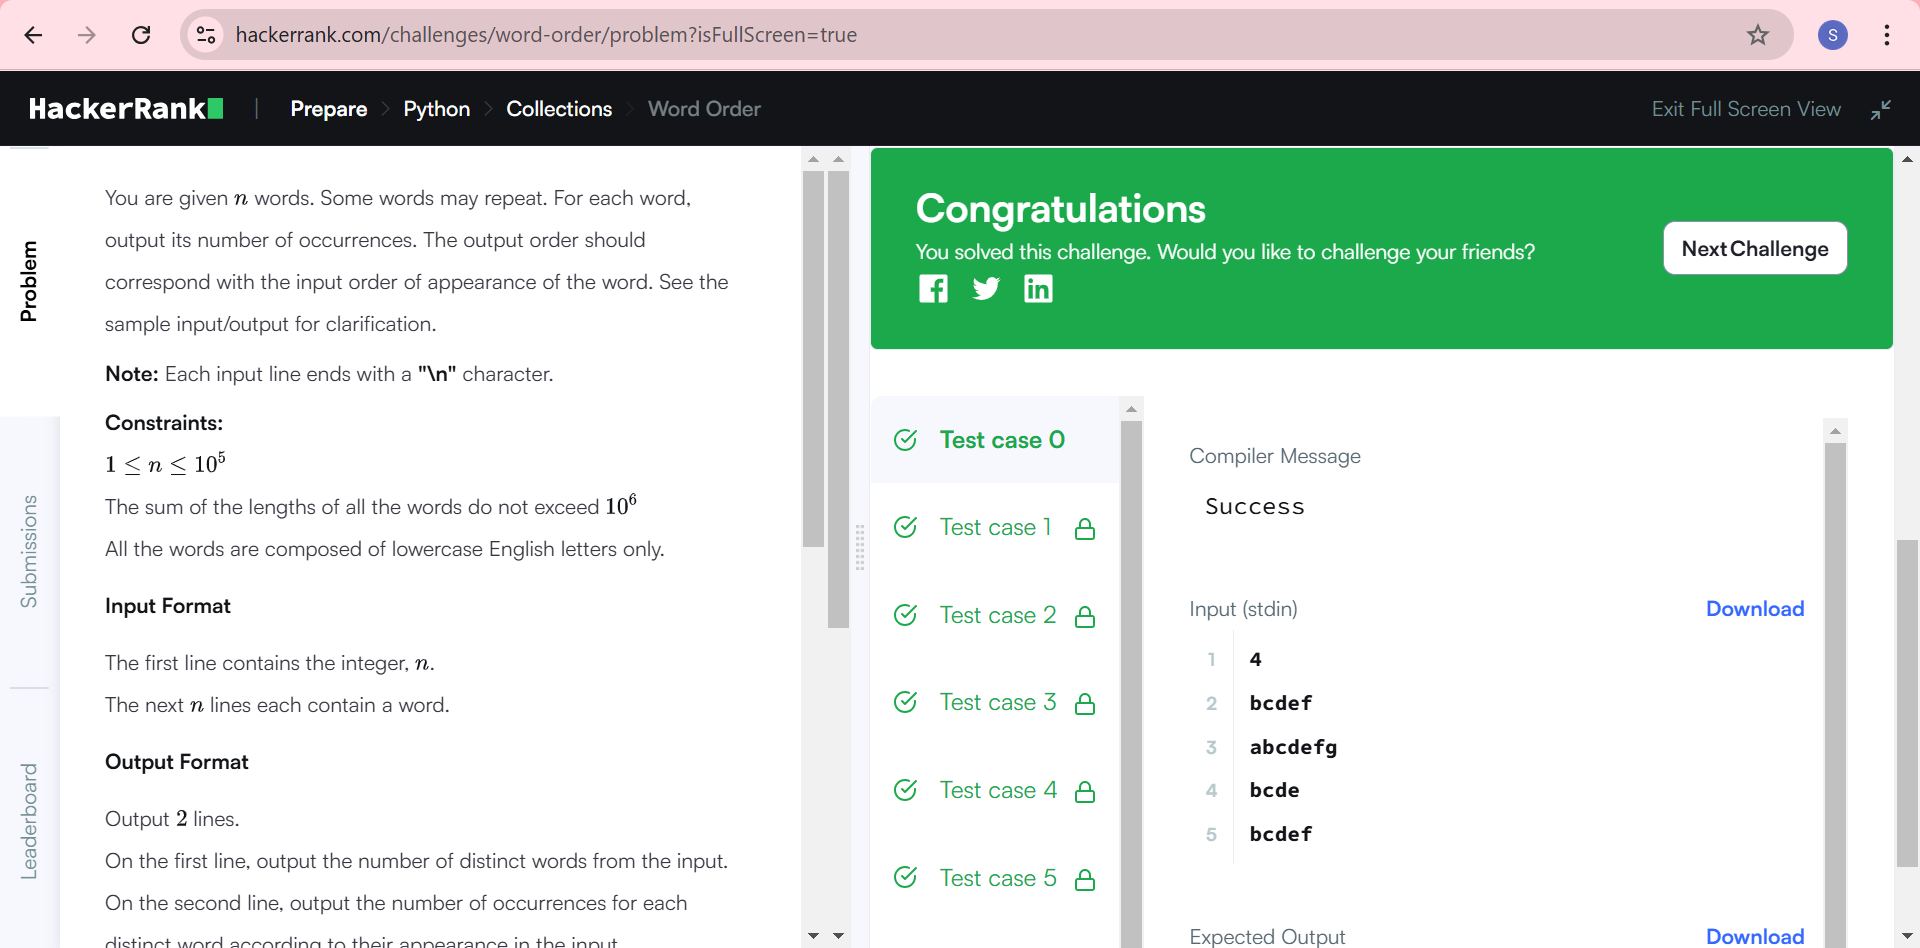 hackerrank.com/challenges/word-order/problem?isFullScreen=true
S
HackerRank
Prepare
Python
Collections
Word Order
Exit Full Screen View
Problem
Submissions
Leaderboard
You are given n words. Some words may repeat. For each word,
output its number of occurrences. The output order should
correspond with the input order of appearance of the word. See the
sample input/output for clarification.
Note: Each input line ends with a "\n" character.
Constraints:
1 ≤ n ≤ 10⁵
The sum of the lengths of all the words do not exceed 10⁶
All the words are composed of lowercase English letters only.
Input Format
The first line contains the integer, n.
The next n lines each contain a word.
Output Format
Output 2 lines.
On the first line, output the number of distinct words from the input.
On the second line, output the number of occurrences for each
distinct word according to their appearance in the input.
Congratulations
You solved this challenge. Would you like to challenge your friends?
Next Challenge
Test case 0
Test case 1
Test case 2
Test case 3
Test case 4
Test case 5
Compiler Message
Success
Input (stdin)
Download
1 4
2 bcdef
3 abcdefg
4 bcde
5 bcdef
Expected Output
Download